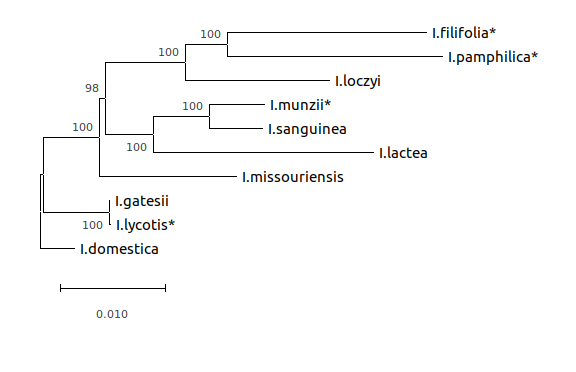 100
I.filifolia*
100
I.pamphilica*
I.loczyi
98
100
I.munzii*
100
I.sanguinea
100
I.lactea
I.missouriensis
I.gatesii
100
I.lycotis*
I.domestica
0.010